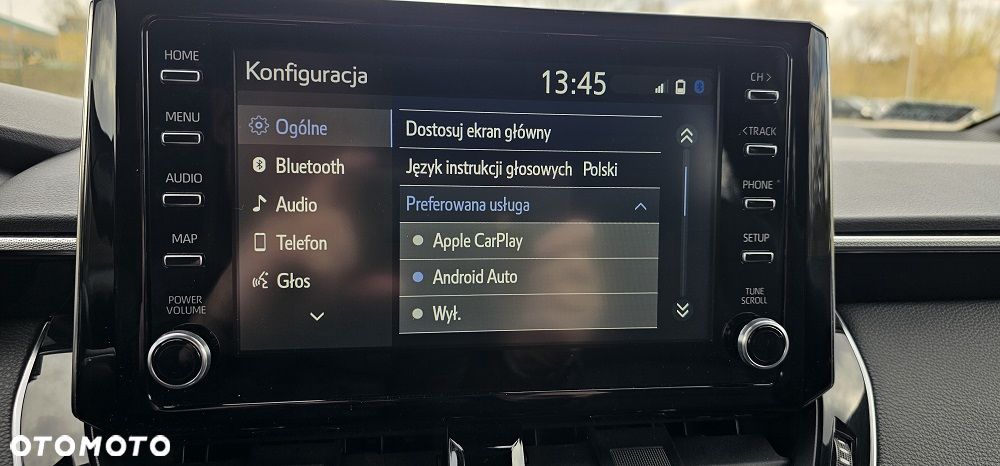 HOME
MENU
AUDIO
MAP
POWER
VOLUME
Konfiguracja
13:45
Ogólne
Bluetooth
Audio
Telefon
Głos
Dostosuj ekran główny
Język instrukcji głosowych Polski
Preferowana usługa
Apple CarPlay
Android Auto
Wył.
CH >
< TRACK
PHONE
SETUP
TUNE
SCROLL
OTOMOTO